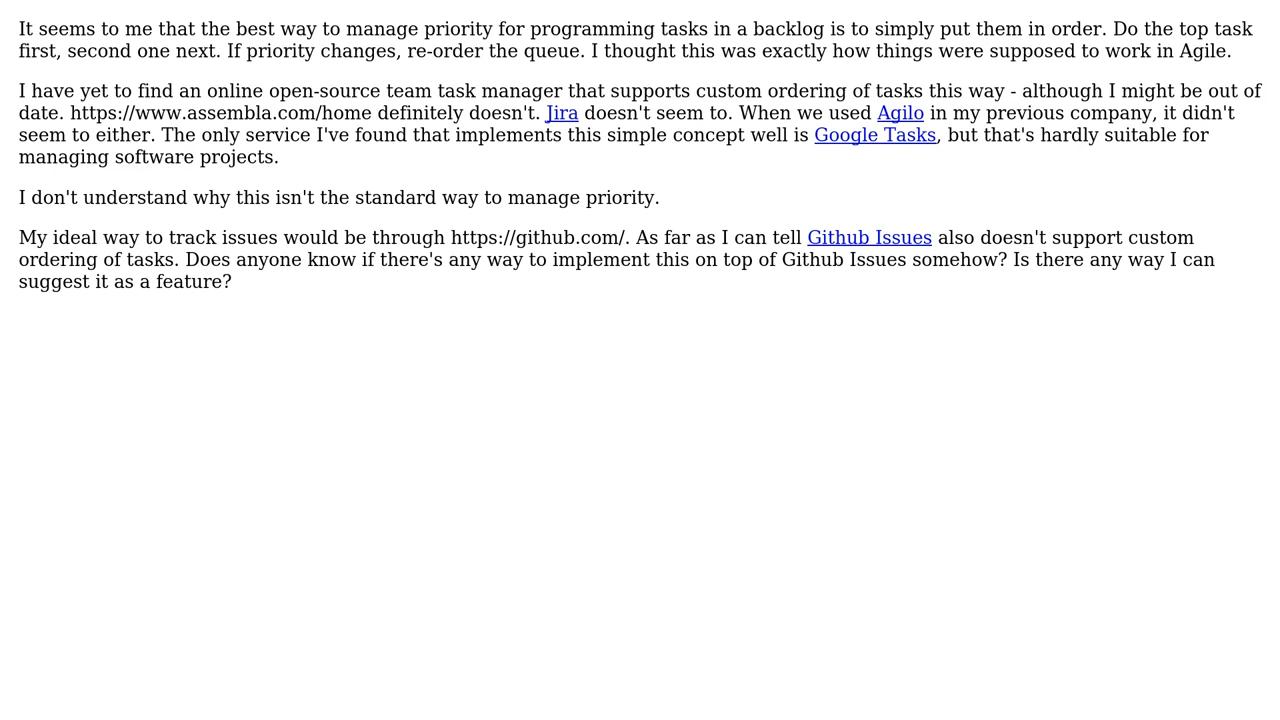 It seems to me that the best way to manage priority for programming tasks in a backlog is to simply put them in order. Do the top task
first, second one next. If priority changes, re-order the queue. I thought this was exactly how things were supposed to work in Agile.
I have yet to find an online open-source team task manager that supports custom ordering of tasks this way - although I might be out of
date. https://www.assembla.com/home definitely doesn't. Jira doesn't seem to. When we used Agilo in my previous company, it didn't
seem to either. The only service I've found that implements this simple concept well is Google Tasks, but that's hardly suitable for
managing software projects.
I don't understand why this isn't the standard way to manage priority.
My ideal way to track issues would be through https://github.com/. As far as I can tell Github Issues also doesn't support custom
ordering of tasks. Does anyone know if there's any way to implement this on top of Github Issues somehow? Is there any way I can
suggest it as a feature?